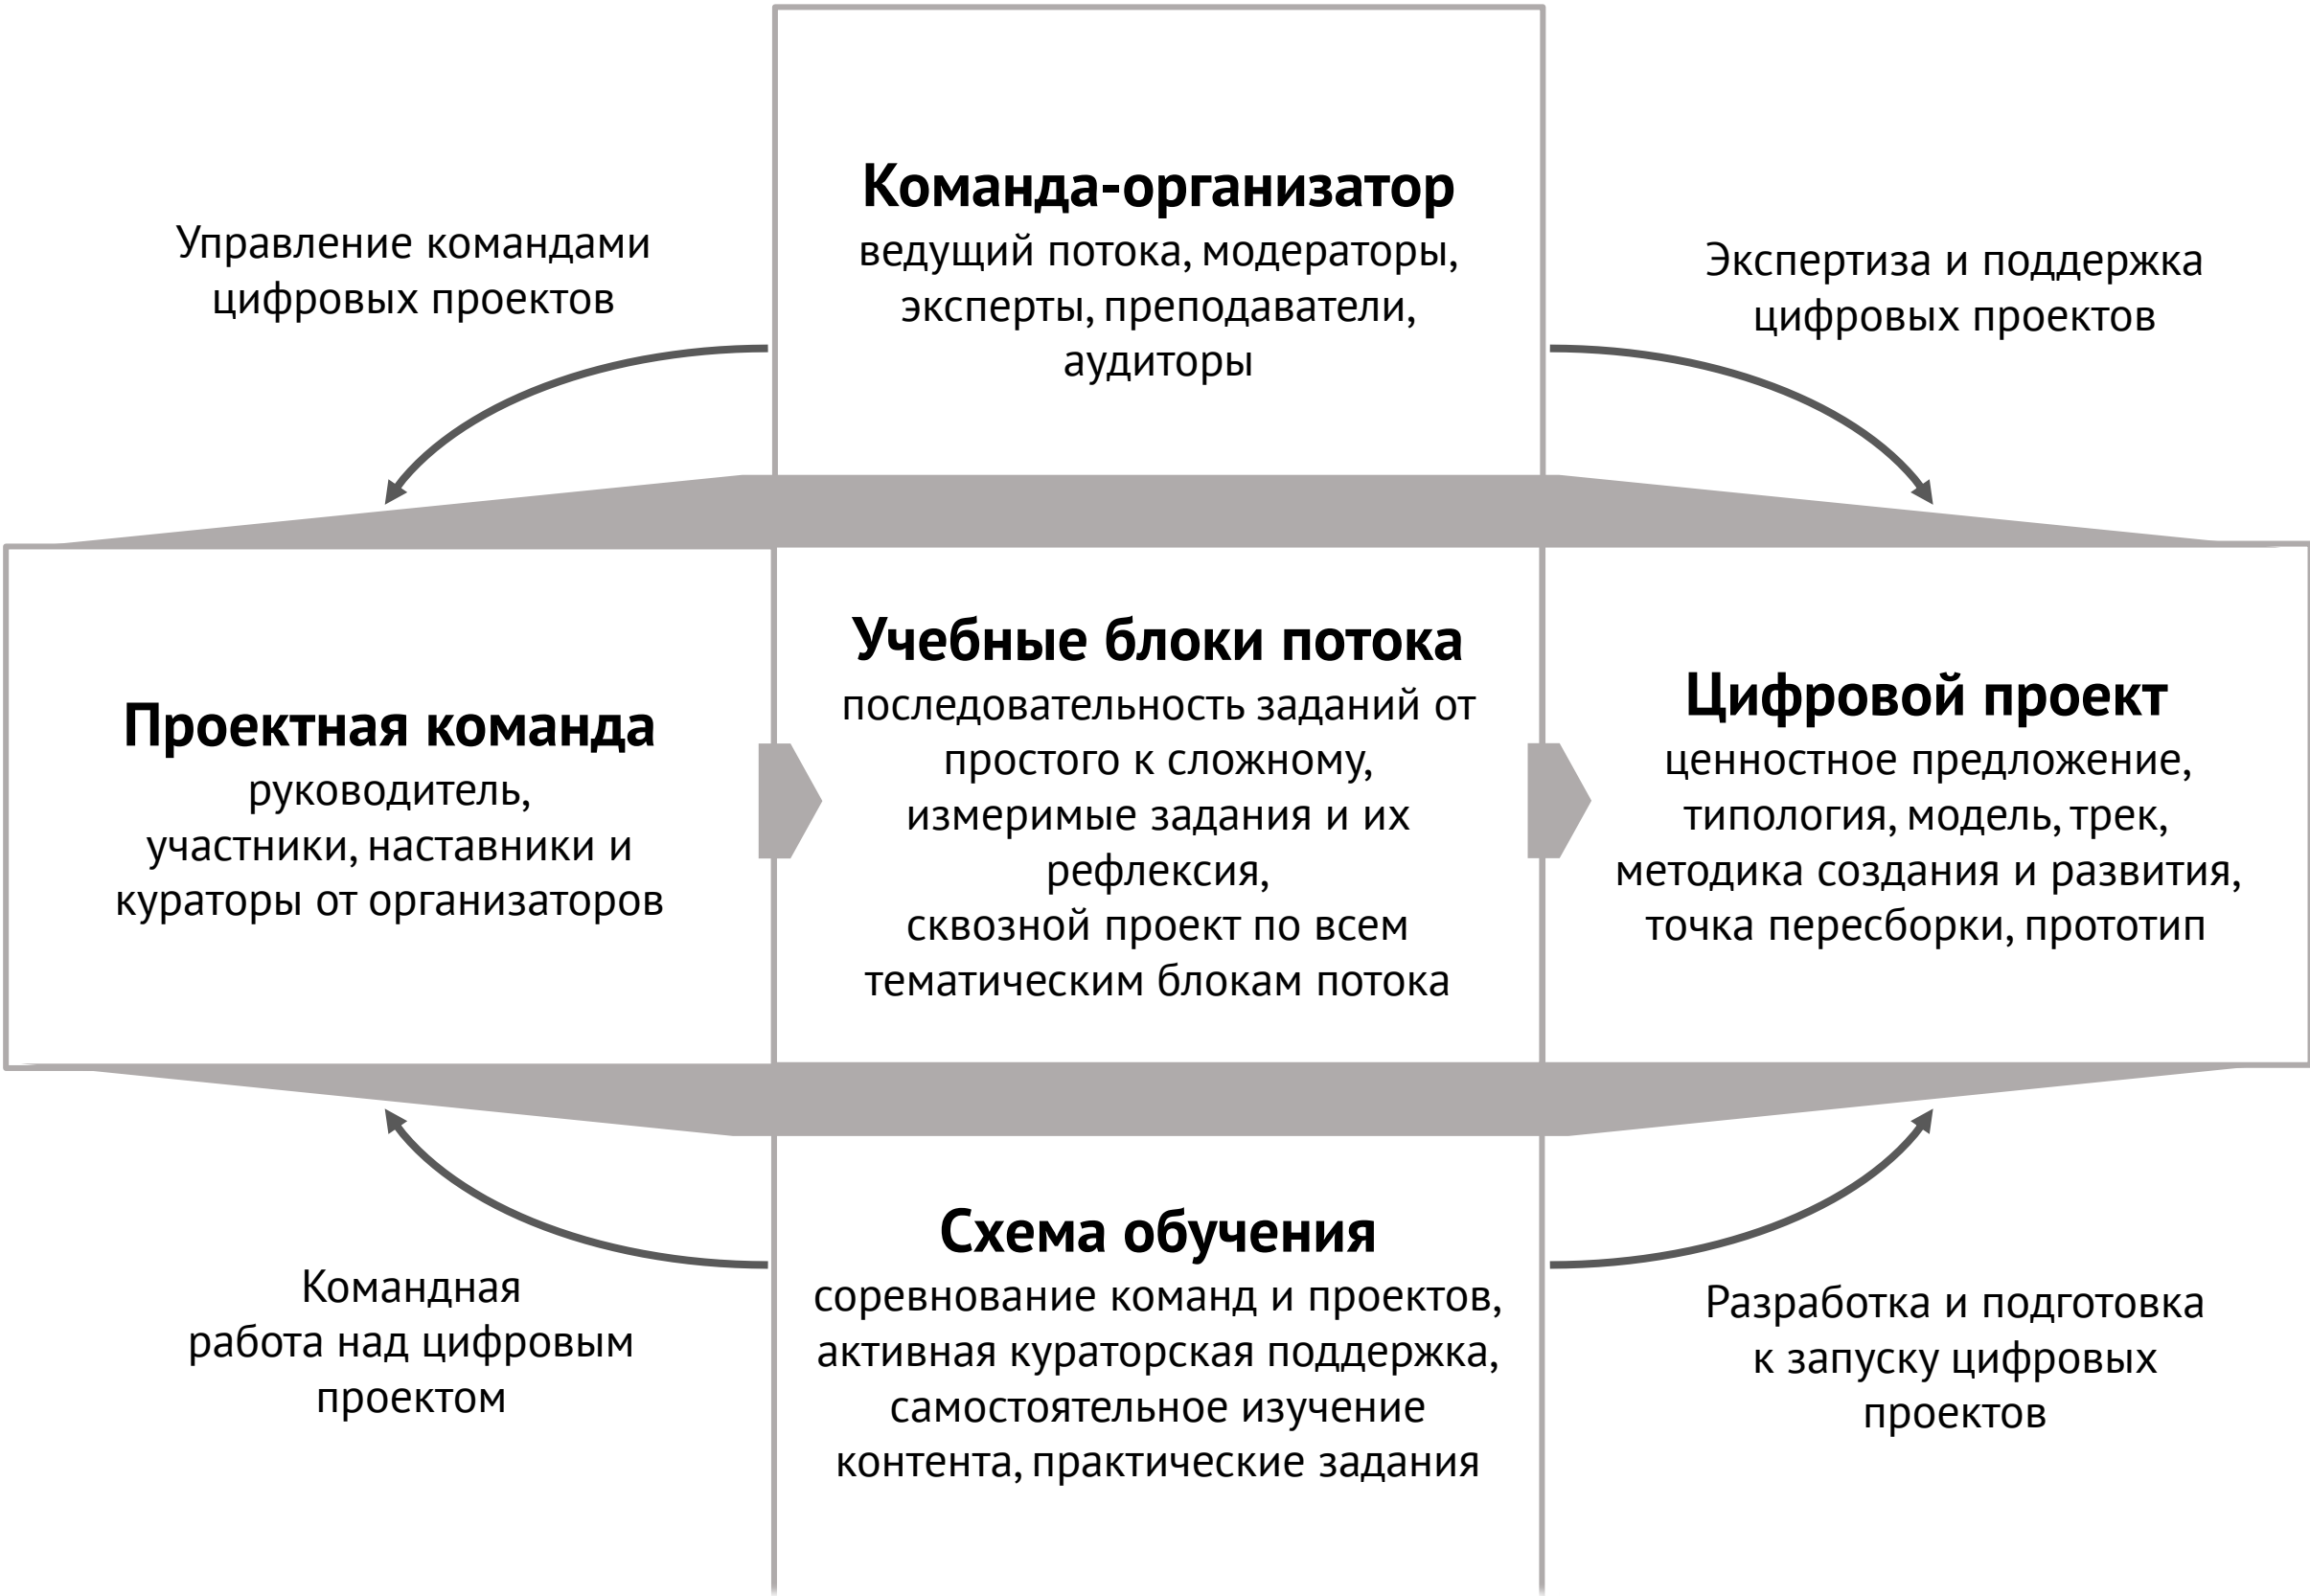 Команда-организатор
ведущий потока, модераторы,
эксперты, преподаватели,
аудиторы
Управление командами
цифровых проектов
Экспертиза и поддержка
цифровых проектов
Проектная команда
руководитель,
участники, наставники и
кураторы от организаторов
Учебные блоки потока
последовательность заданий от
простого к сложному,
измеримые задания и их
рефлексия,
сквозной проект по всем
тематическим блокам потока
Цифровой проект
ценностное предложение,
типология, модель, трек,
методика создания и развития,
точка пересборки, прототип
Командная
работа над цифровым
проектом
Схема обучения
соревнование команд и проектов,
активная кураторская поддержка,
самостоятельное изучение
контента, практические задания
Разработка и подготовка
к запуску цифровых
проектов